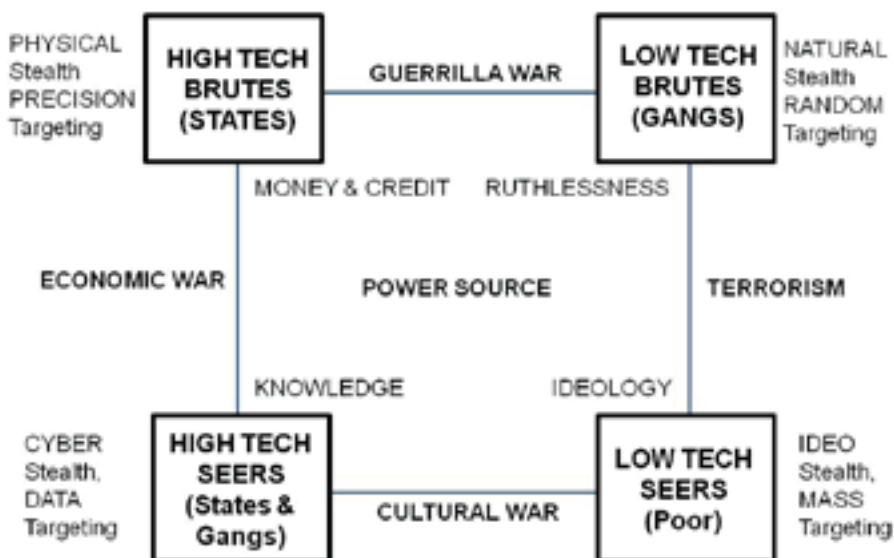 PHYSICAL
Stealth
PRECISION
Targeting
HIGH TECH
BRUTES
(STATES)
GUERRILLA WAR
LOW TECH
BRUTES
(GANGS)
NATURAL
Stealth
RANDOM
Targeting
MONEY & CREDIT
RUTHLESSNESS
ECONOMIC WAR
POWER SOURCE
TERRORISM
KNOWLEDGE
IDEOLOGY
CYBER
Stealth,
DATA
Targeting
HIGH TECH
SEERS
(States &
Gangs)
CULTURAL WAR
LOW TECH
SEERS
(Poor)
IDEO
Stealth,
MASS
Targeting